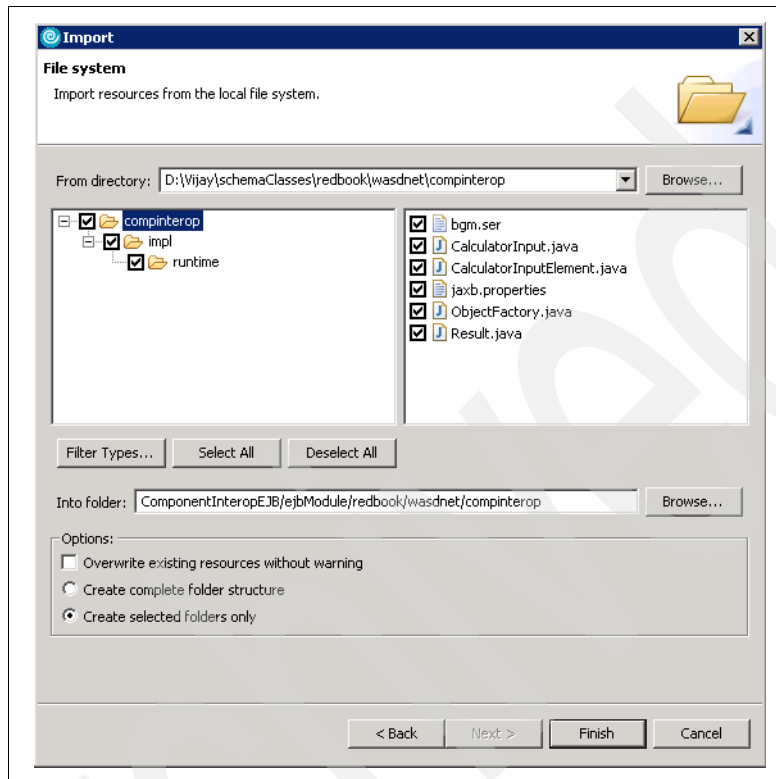 Import
File system
Import resources from the local file system.
From directory: D:\Vijay\schemaClasses\redbook\wasdnet\compinterop Browse...
compinterop
impl
runtime
bgm.ser
CalculatorInput.java
CalculatorInputElement.java
jaxb.properties
ObjectFactory.java
Result.java
Filter Types... Select All Deselect All
Into folder: ComponentInteropEJB/ejbModule/redbook/wasdnet/compinterop Browse...
Options:
Overwrite existing resources without warning
Create complete folder structure
Create selected folders only
< Back Next > Finish Cancel